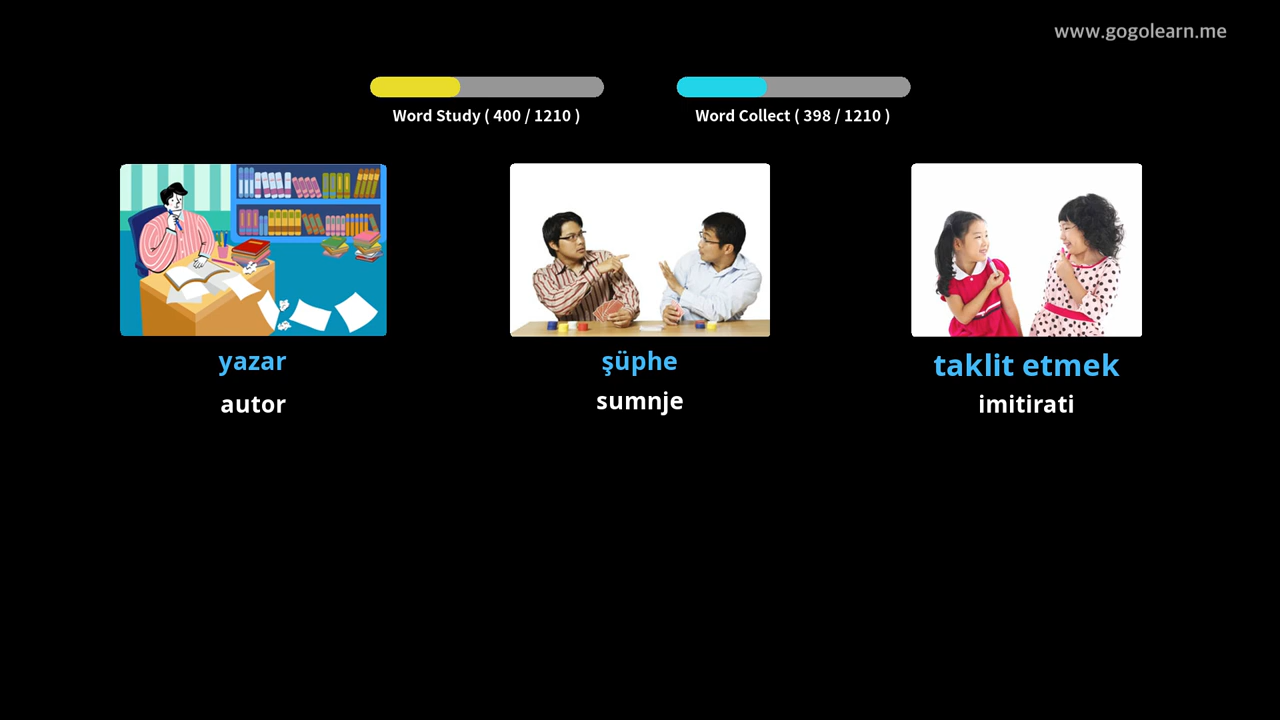 www.gogolearn.me
Word Study ( 400 / 1210 )
Word Collect ( 398 / 1210 )
yazar
autor
şüphe
sumnje
taklit etmek
imitirati